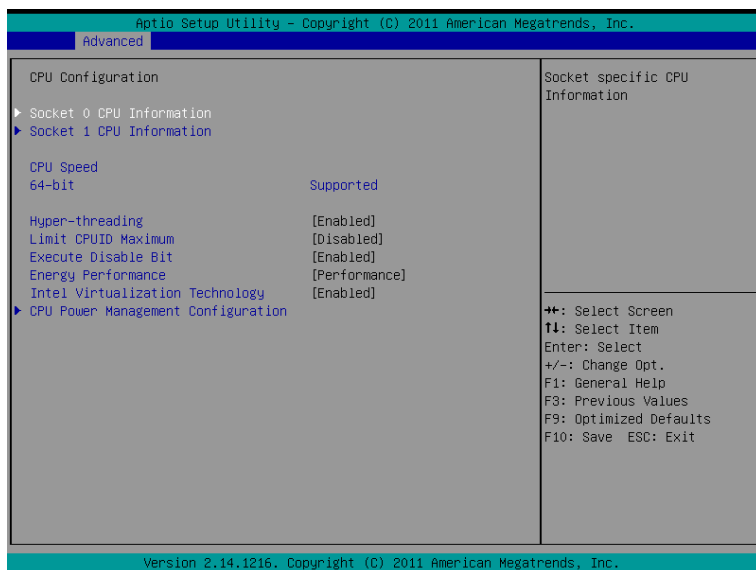 Aptio Setup Utility – Copyright (C) 2011 American Megatrends, Inc.
Advanced
CPU Configuration
Socket 0 CPU Information
Socket 1 CPU Information
CPU Speed
64-bit Supported
Hyper-threading [Enabled]
Limit CPUID Maximum [Disabled]
Execute Disable Bit [Enabled]
Energy Performance [Performance]
Intel Virtualization Technology [Enabled]
CPU Power Management Configuration
Socket specific CPU
Information
→←: Select Screen
↑↓: Select Item
Enter: Select
+/-: Change Opt.
F1: General Help
F3: Previous Values
F9: Optimized Defaults
F10: Save ESC: Exit
Version 2.14.1216. Copyright (C) 2011 American Megatrends, Inc.